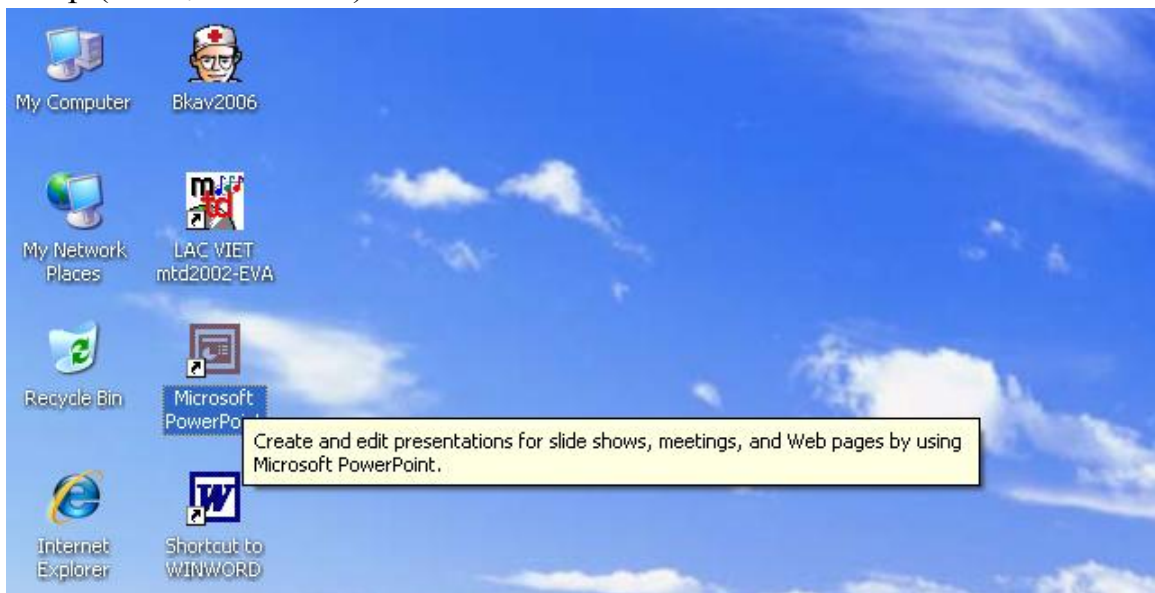 My Computer
Bkav2006
My Network
Places
LAC VIET
mtd2002-EVA
Recycle Bin
Microsoft
Create and edit presentations for slide shows, meetings, and Web pages by using
Microsoft PowerPoint.
Internet
Explorer
Shortcut to
WINWORD